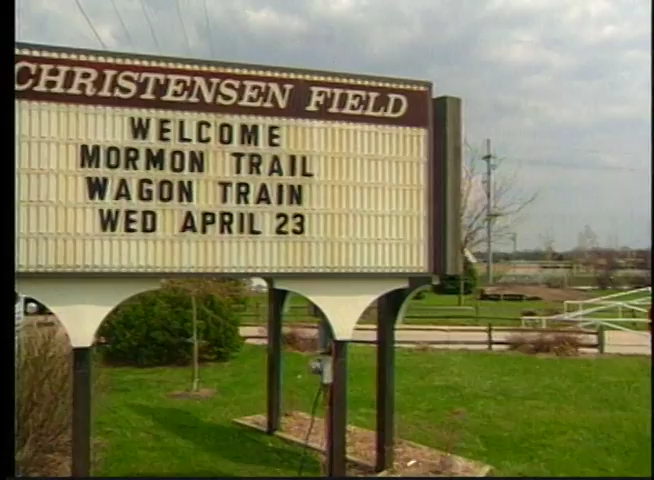 CHRISTENSEN FIELD
WELCOME
MORMON TRAIL
WAGON TRAIN
WED APRIL 23